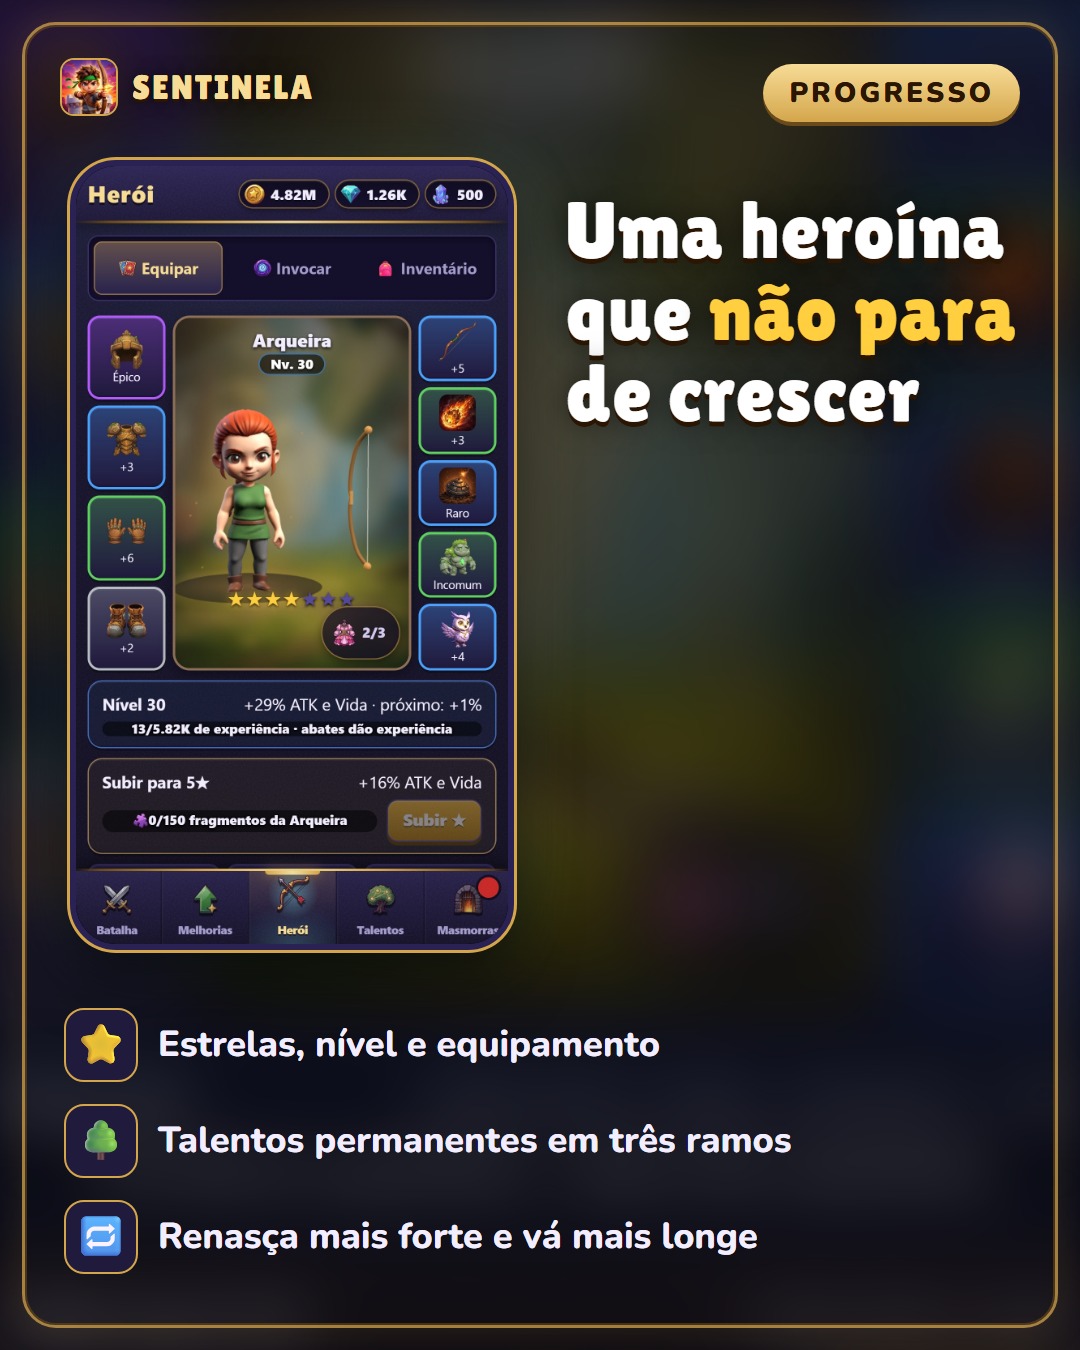 SENTINELA
PROGRESSO
Herói
4.82M
1.26K
500
Equipar
Invocar
Inventário
Arqueira
Nv. 30
Épico
+3
+6
+2
+5
+3
Raro
Incomum
+4
2/3
Nível 30
+29% ATK e Vida · próximo: +1%
13/5.82K de experiência · abates dão experiência
Subir para 5★
+16% ATK e Vida
0/150 fragmentos da Arqueira
Subir ★
Batalha
Melhorias
Herói
Talentos
Masmorras
Uma heroína
que não para
de crescer
Estrelas, nível e equipamento
Talentos permanentes em três ramos
Renasça mais forte e vá mais longe